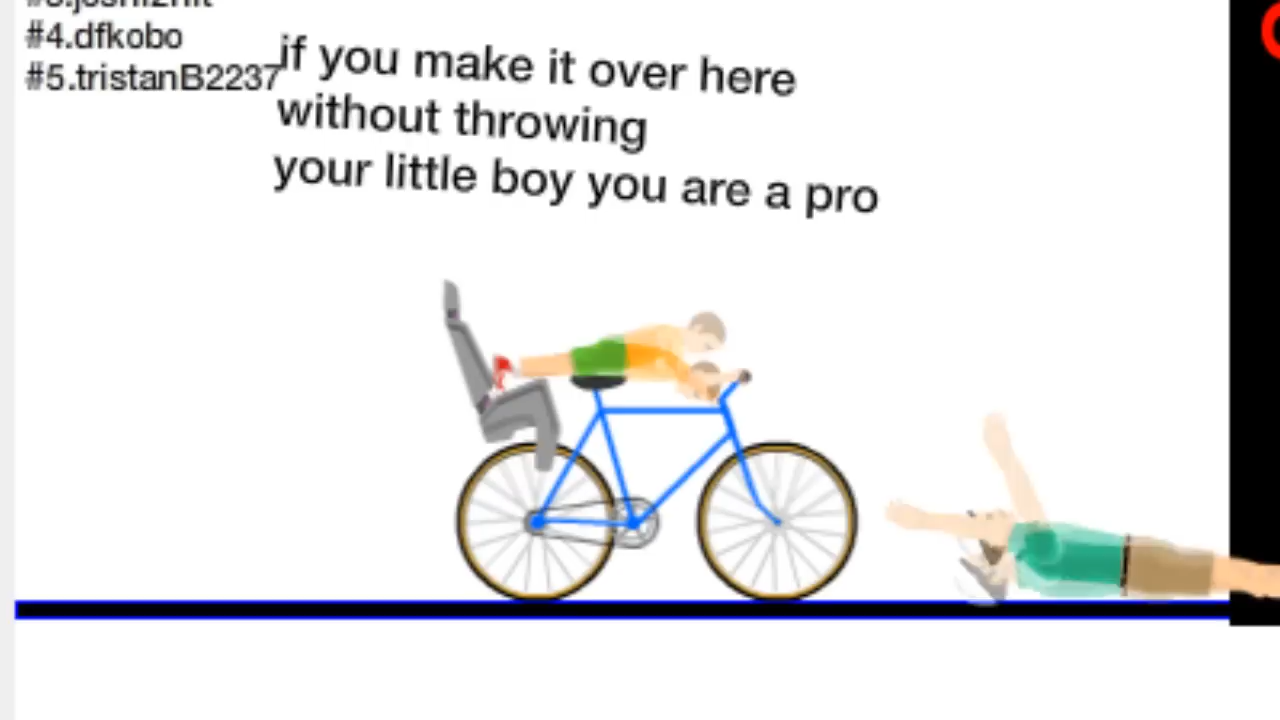 #4.dfkobo
#5.tristanB2237
if you make it over here
without throwing
your little boy you are a pro